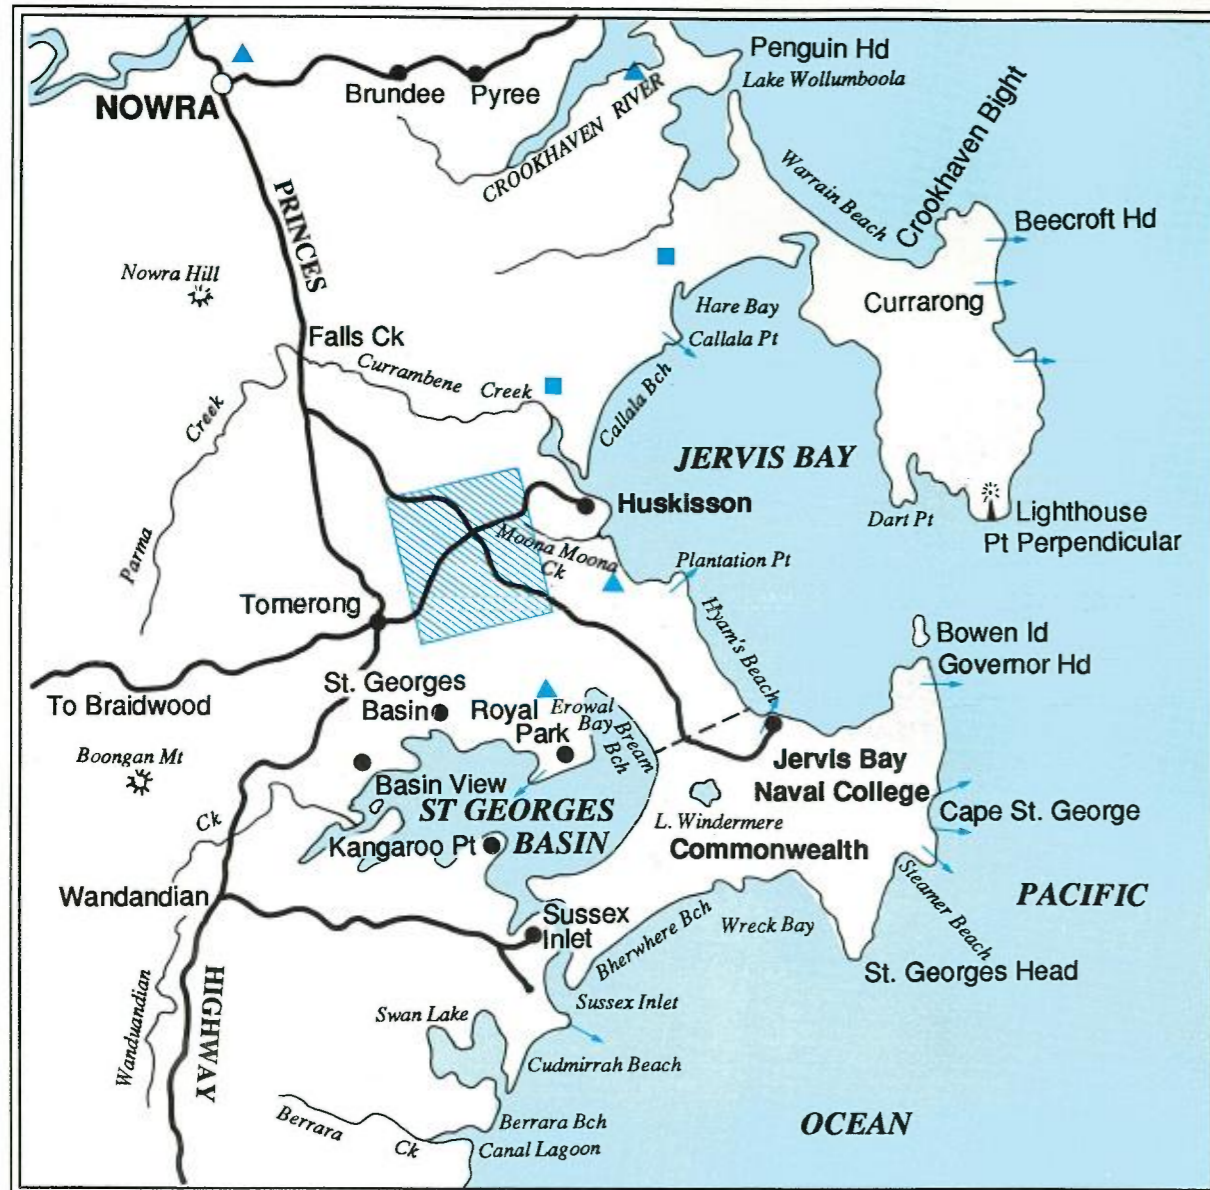 Penguin Hd
Lake Wollumboola
NOWRA
Brundee
Pyree
CROOKHAVEN RIVER
Crookhaven Bight
Warrain Beach
Beecroft Hd
PRINCES
Nowra Hill
Hare Bay
Currarong
Falls Ck
Callala Pt
Currambene Creek
Callala Bch
Parma Creek
JERVIS BAY
Huskisson
Dart Pt
Lighthouse
Pt Perpendicular
Moona Moona
Ck
Plantation Pt
Tomerong
Hyam's Beach
Bowen Id
Governor Hd
To Braidwood
St. Georges
Basin
Royal
Park
Erowal
Bay
Bream
Bch
Boongan Mt
Basin View
Jervis Bay
Naval College
ST GEORGES
BASIN
L. Windermere
Cape St. George
Ck
Kangaroo Pt
Commonwealth
Wandandian
Steamer Beach
PACIFIC
Sussex
Inlet
Bherwhere Bch
Wreck Bay
St. Georges Head
HIGHWAY
Wanduandian
Swan Lake
Sussex Inlet
Cudmirrah Beach
Berrara
Ck
Berrara Bch
Canal Lagoon
OCEAN